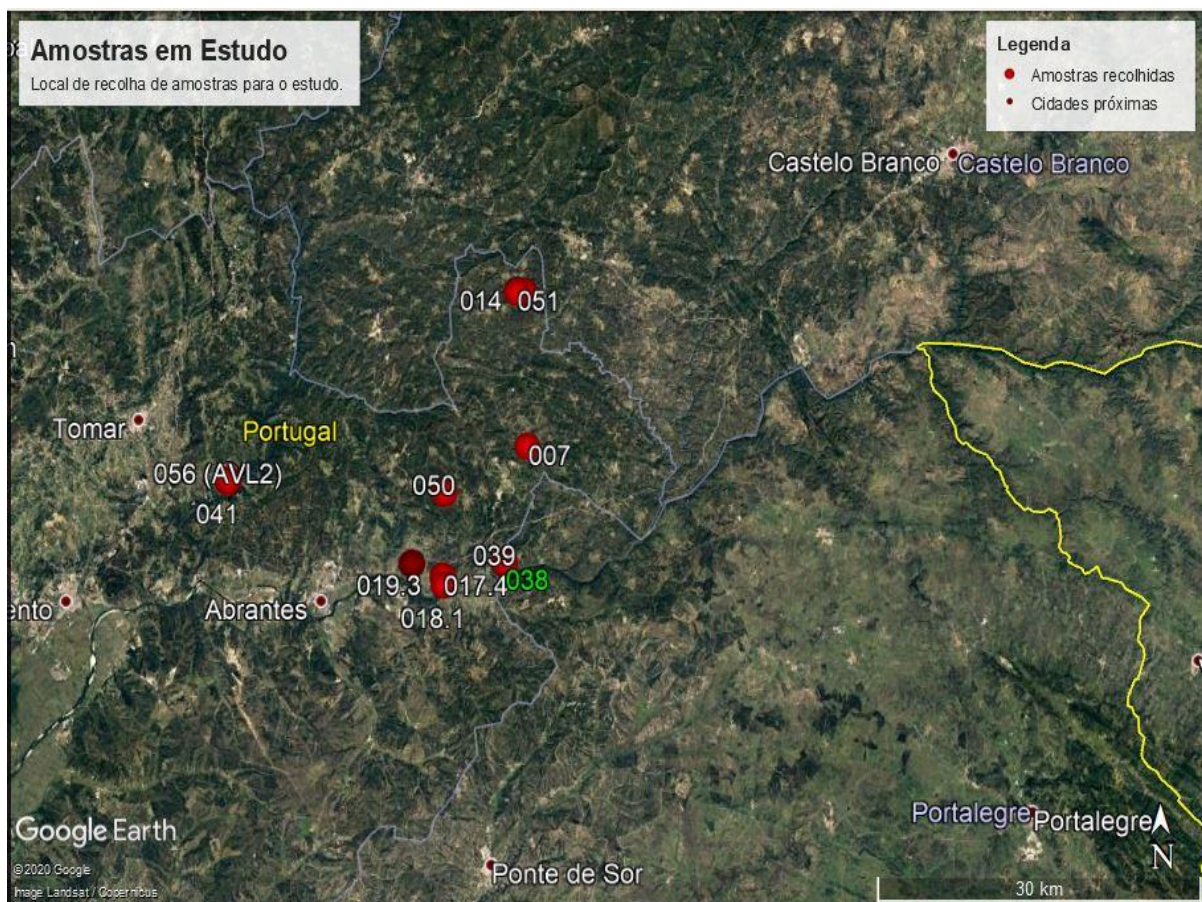 Amostras em Estudo
Local de recolha de amostras para o estudo.
Legenda
Amostras recolhidas
Cidades próximas
Castelo Branco
Castelo Branco
014
051
Tomar
Portugal
007
056 (AVL2)
050
041
039
038
019.3
017.4
ento
Abrantes
018.1
Portalegre
Portalegre
N
Google Earth
©2020 Google
Image Landsat / Copernicus
Ponte de Sor
30 km